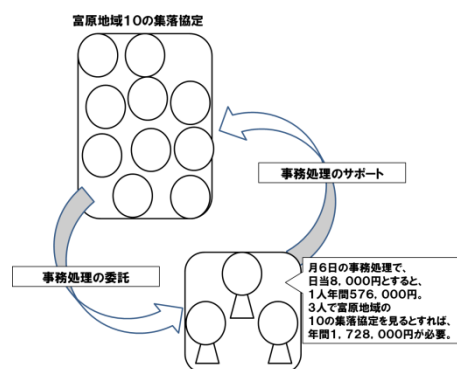 富原地域10の集落協定
事務処理のサポート
事務処理の委託
月6日の事務処理で、
日当8,000円とすると、
1人年間576,000円。
3人で富原地域の
10の集落協定を見るとすれば、
年間1,728,000円が必要。